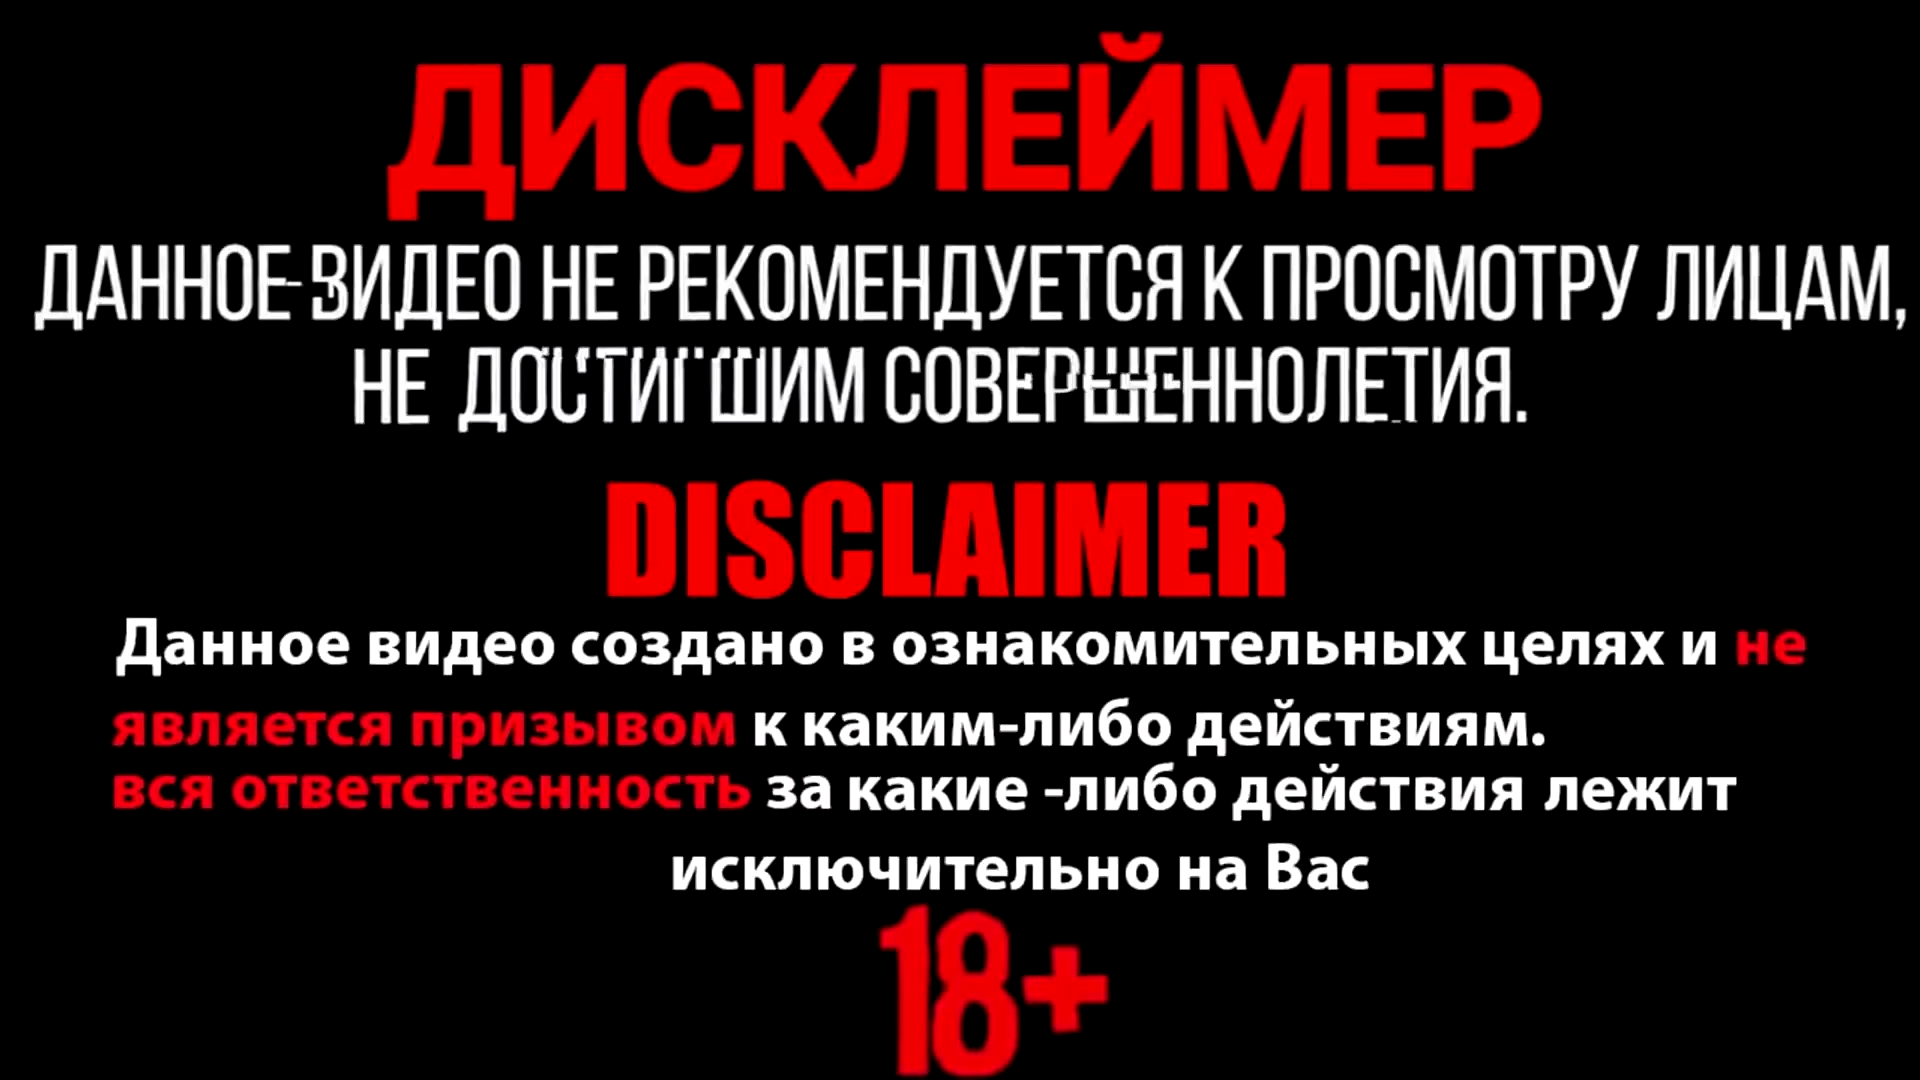 ДИСКЛЕЙМЕР
ДАННОЕ ВИДЕО НЕ РЕКОМЕНДУЕТСЯ К ПРОСМОТРУ ЛИЦАМ,
НЕ ДОСТИГШИМ СОВЕРШЕННОЛЕТИЯ.
DISCLAIMER
Данное видео создано в ознакомительных целях и не
является призывом к каким-либо действиям.
вся ответственность за какие -либо действия лежит
исключительно на Вас
18+